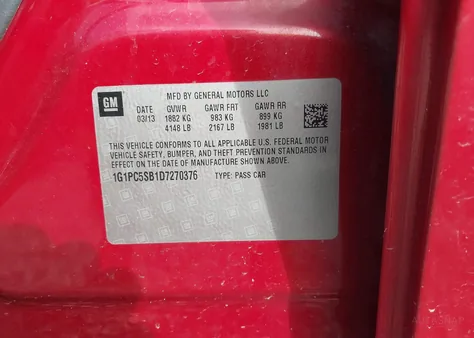 MFD BY GENERAL MOTORS LLC
GM
DATE GVWR GAWR FRT GAWR RR
03/13 1882 KG 983 KG 899 KG
4148 LB 2167 LB 1981 LB
THIS VEHICLE CONFORMS TO ALL APPLICABLE U.S. FEDERAL MOTOR
VEHICLE SAFETY, BUMPER, AND THEFT PREVENTION STANDARDS IN
EFFECT ON THE DATE OF MANUFACTURE SHOWN ABOVE.
1G1PC5SB1D7270376 TYPE: PASS CAR